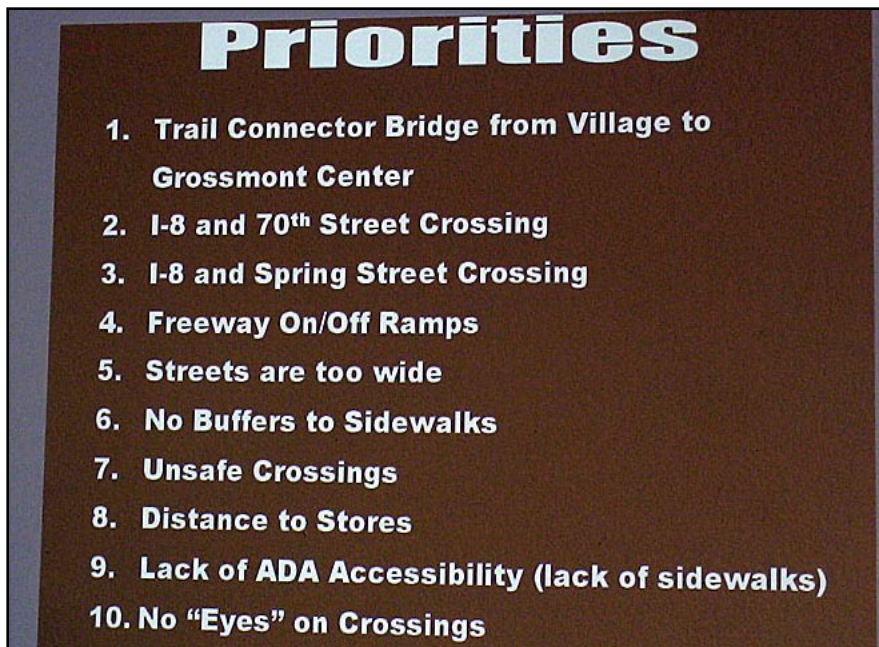 Priorities
1. Trail Connector Bridge from Village to
Grossmont Center
2. I-8 and 70th Street Crossing
3. I-8 and Spring Street Crossing
4. Freeway On/Off Ramps
5. Streets are too wide
6. No Buffers to Sidewalks
7. Unsafe Crossings
8. Distance to Stores
9. Lack of ADA Accessibility (lack of sidewalks)
10. No “Eyes” on Crossings